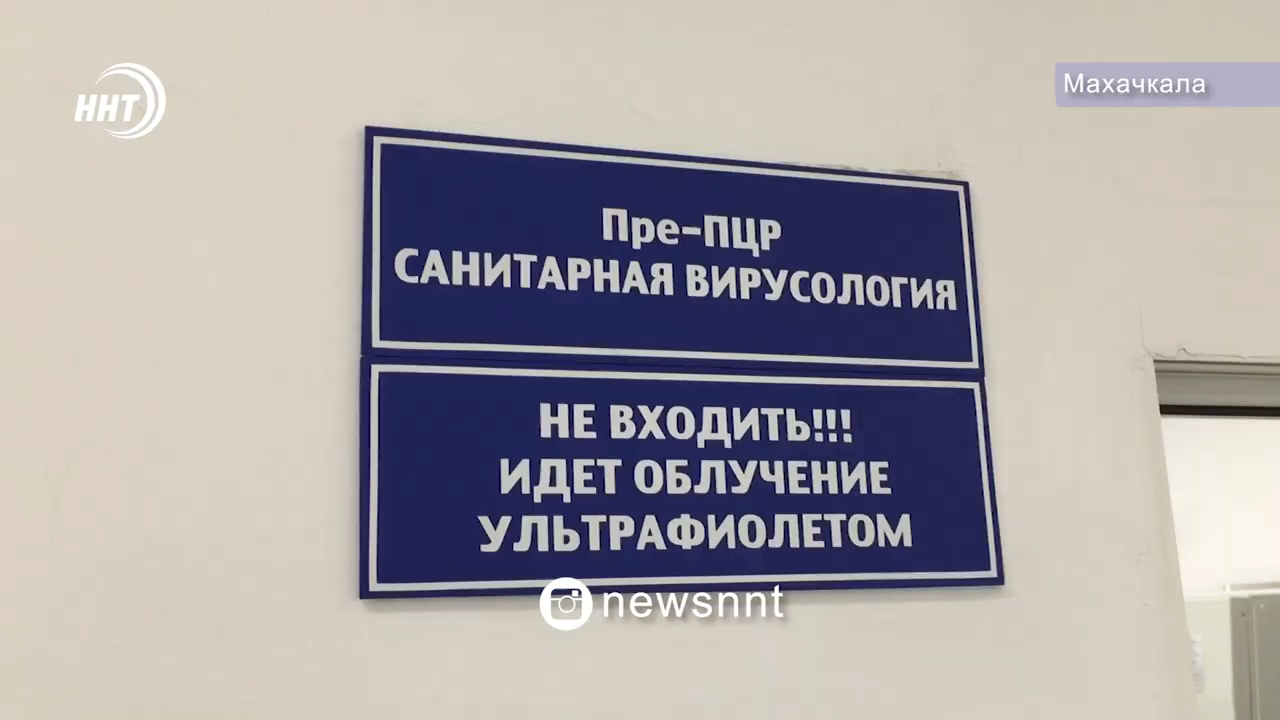 ННТ
Махачкала
Пре-ПЦР
САНИТАРНАЯ ВИРУСОЛОГИЯ
НЕ ВХОДИТЬ!!!
ИДЕТ ОБЛУЧЕНИЕ
УЛЬТРАФИОЛЕТОМ
newsnnt